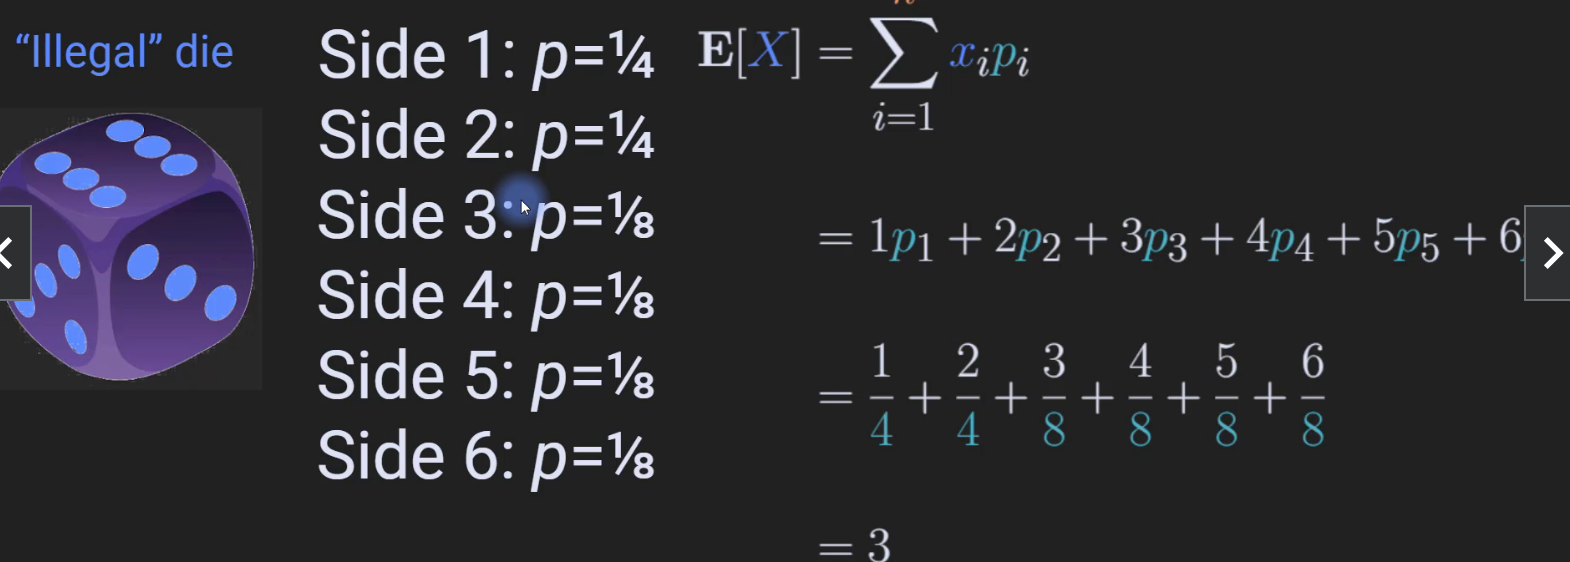 “Illegal” die
Side 1: p=¼
Side 2: p=¼
Side 3: p=⅛
Side 4: p=⅛
Side 5: p=⅛
Side 6: p=⅛
E[X] = ∑ xᵢpᵢ
i=1
= 1p₁ + 2p₂ + 3p₃ + 4p₄ + 5p₅ + 6
= 1/4 + 2/4 + 3/8 + 4/8 + 5/8 + 6/8
= 3